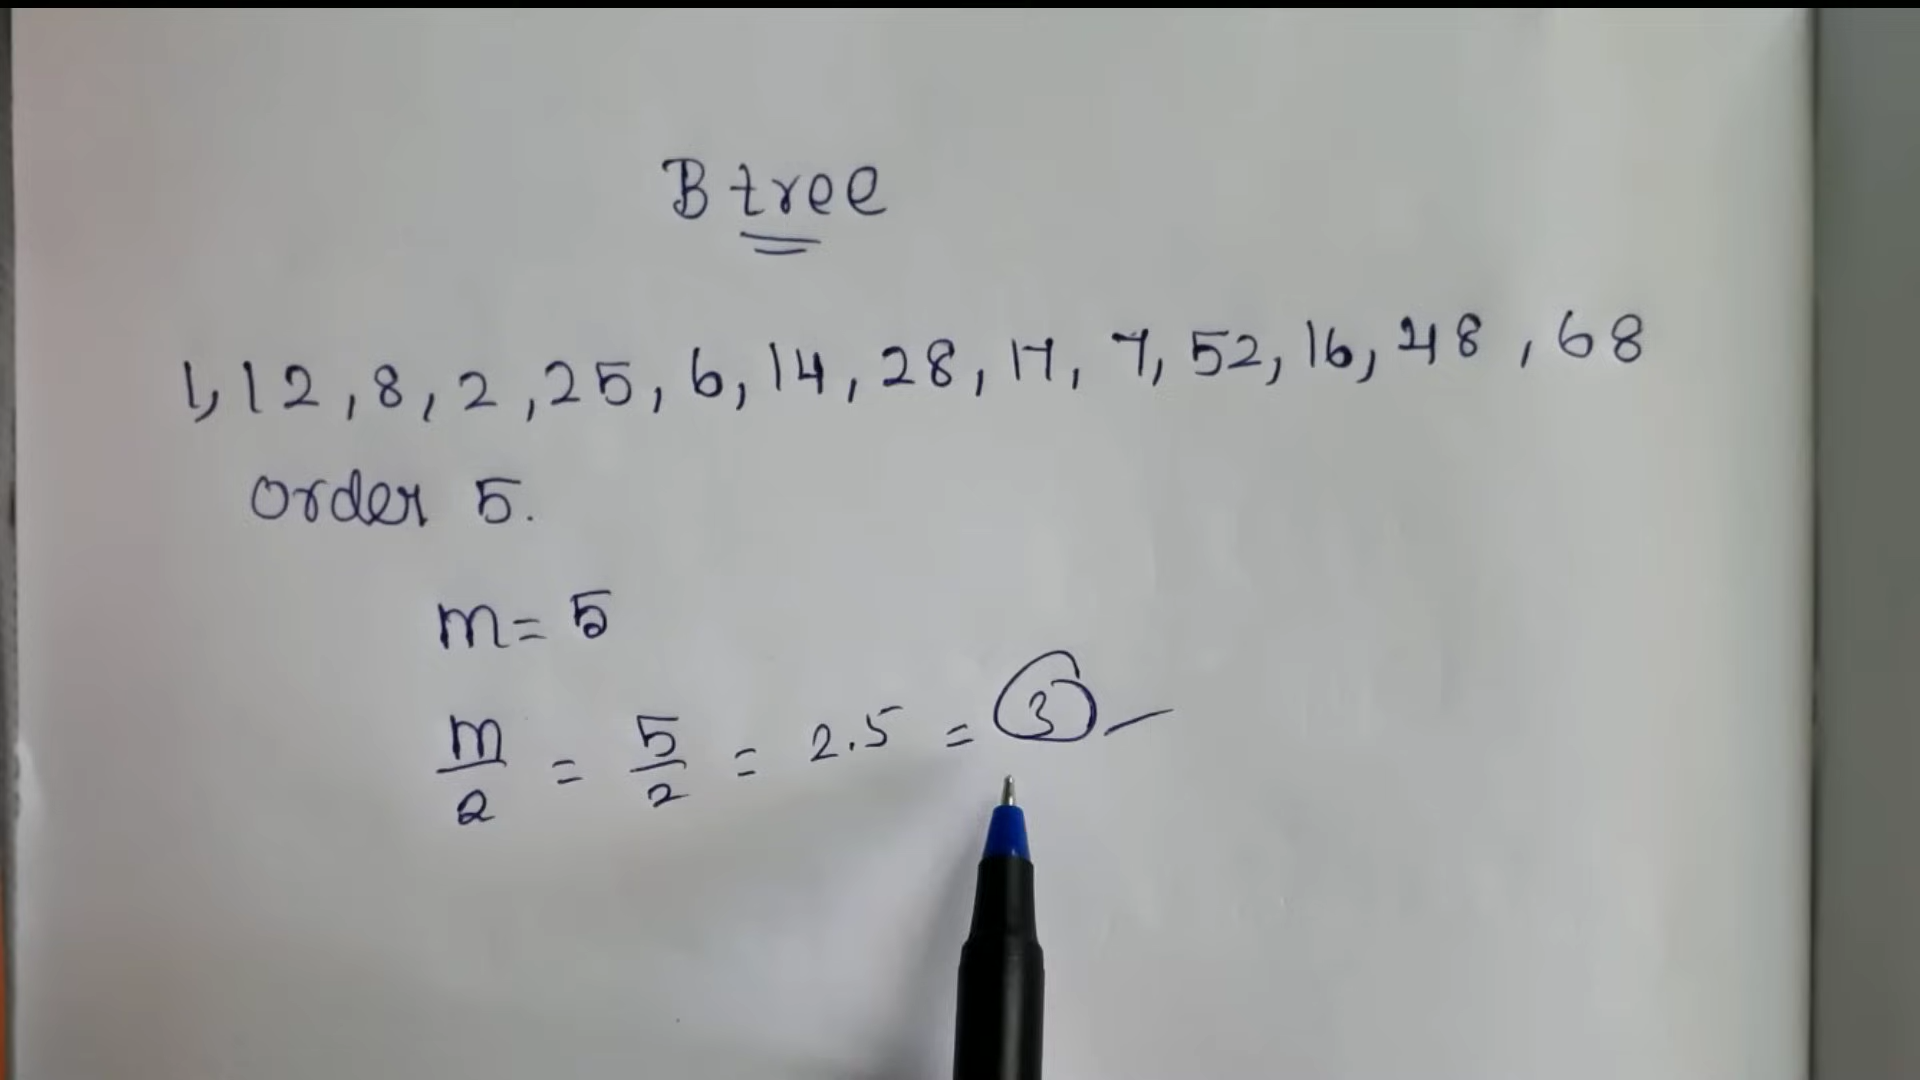 B tree
1, 12, 8, 2, 25, 6, 14, 28, 17, 7, 52, 16, 48, 68
order 5.
m = 5
m/2 = 5/2 = 2.5 = 3